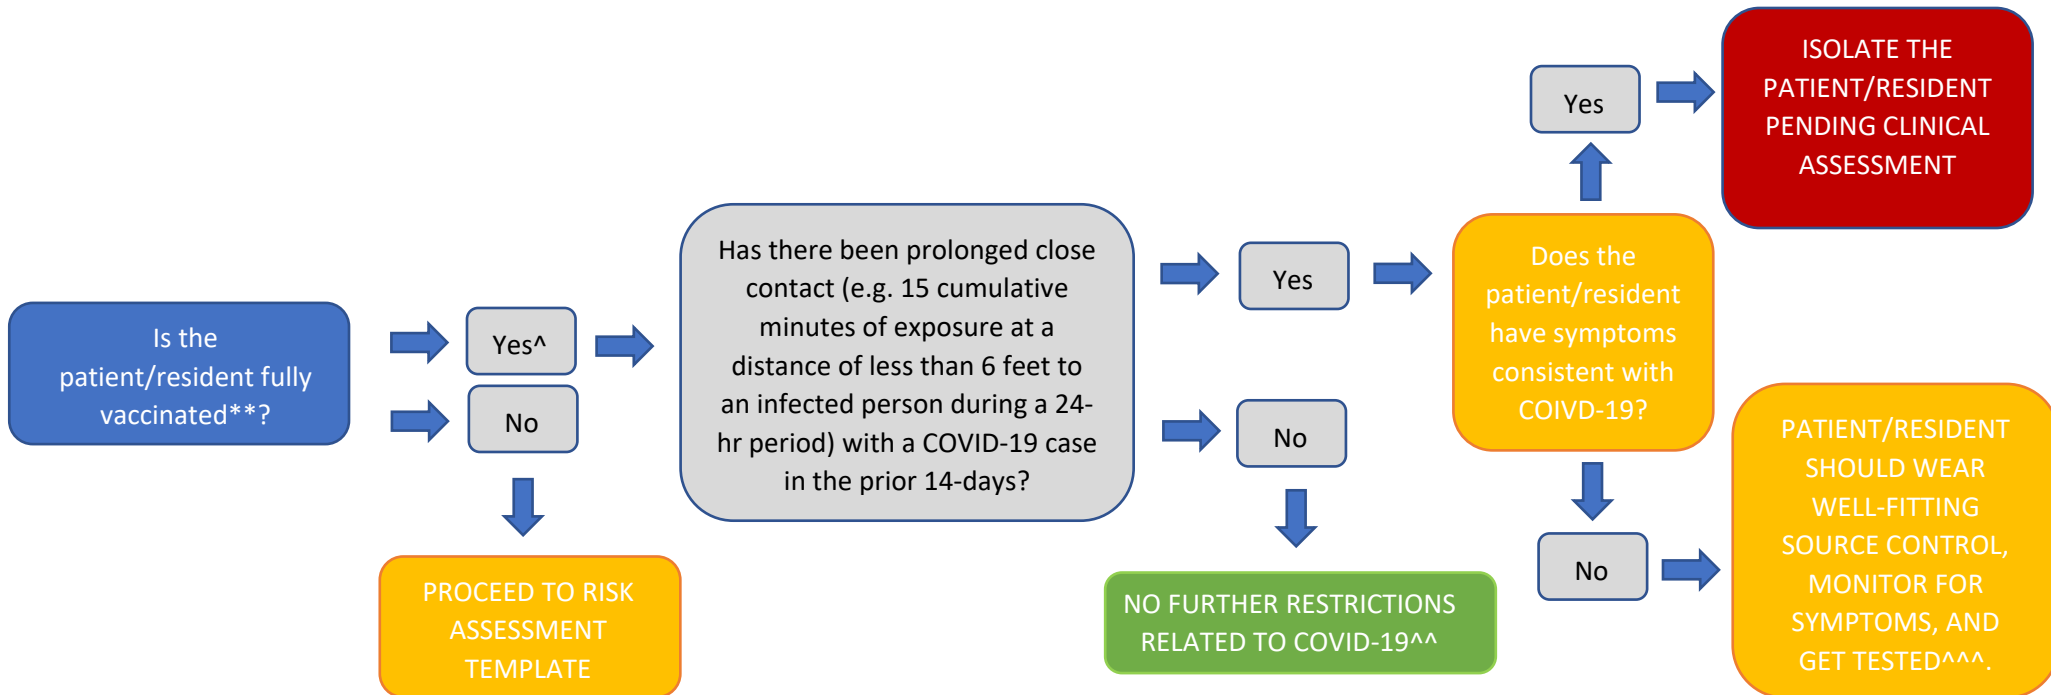 Is the
patient/resident fully
vaccinated**?
Yes^
No
PROCEED TO RISK
ASSESSMENT
TEMPLATE
Has there been prolonged close
contact (e.g. 15 cumulative
minutes of exposure at a
distance of less than 6 feet to
an infected person during a 24-
hr period) with a COVID-19 case
in the prior 14-days?
Yes
No
NO FURTHER RESTRICTIONS
RELATED TO COVID-19^^
Does the
patient/resident
have symptoms
consistent with
COIVD-19?
Yes
ISOLATE THE
PATIENT/RESIDENT
PENDING CLINICAL
ASSESSMENT
No
PATIENT/RESIDENT
SHOULD WEAR
WELL-FITTING
SOURCE CONTROL,
MONITOR FOR
SYMPTOMS, AND
GET TESTED^^^.